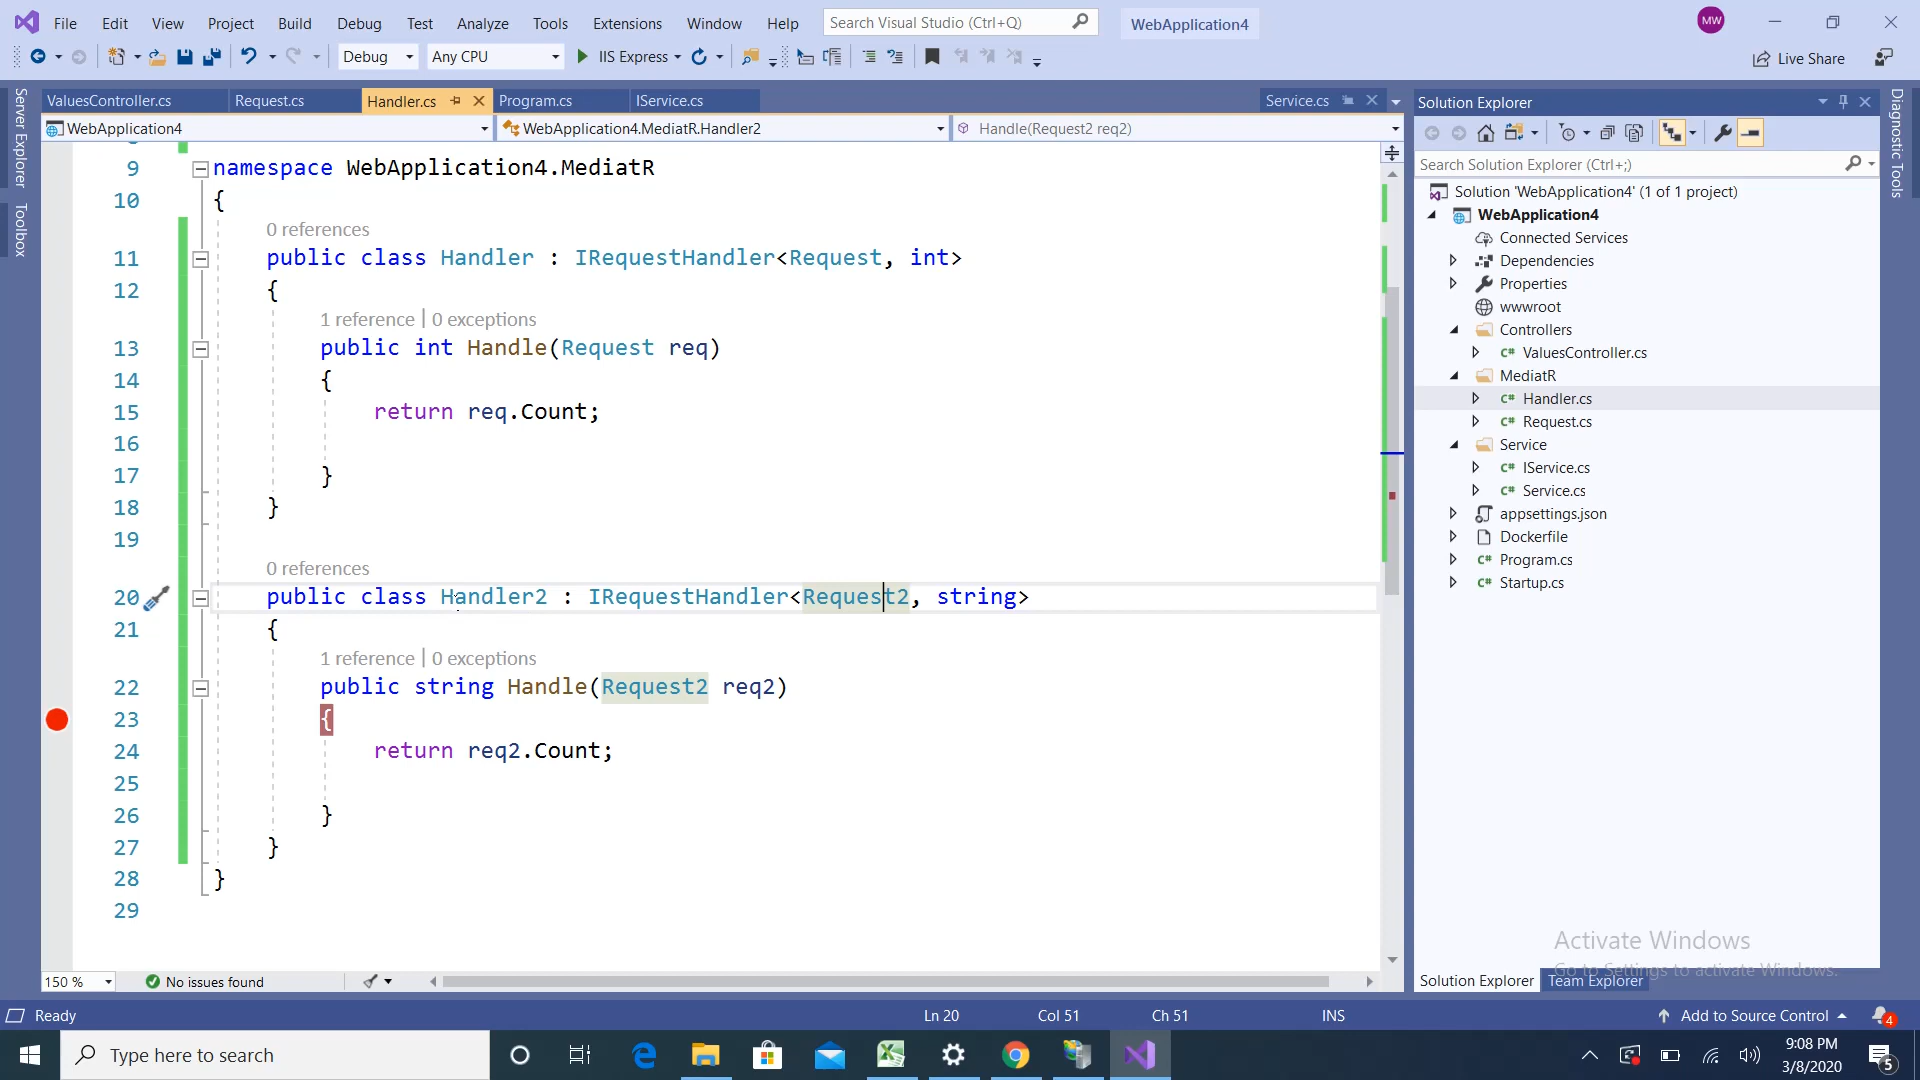 File Edit View Project Build Debug Test Analyze Tools Extensions Window Help Search Visual Studio (Ctrl+Q) WebApplication4 MW
Debug Any CPU IIS Express Live Share
ValuesController.cs Request.cs Handler.cs Program.cs IService.cs Service.cs
WebApplication4 WebApplication4.MediatR.Handler2 Handle(Request2 req2)
Server Explorer
Toolbox
9 namespace WebApplication4.MediatR
10 {
0 references
11 public class Handler : IRequestHandler<Request, int>
12 {
1 reference | 0 exceptions
13 public int Handle(Request req)
14 {
15 return req.Count;
16
17 }
18 }
19
0 references
20 public class Handler2 : IRequestHandler<Request2, string>
21 {
1 reference | 0 exceptions
22 public string Handle(Request2 req2)
23 {
24 return req2.Count;
25
26 }
27 }
28 }
29
150 % No issues found
Solution Explorer
Search Solution Explorer (Ctrl+;)
Solution 'WebApplication4' (1 of 1 project)
WebApplication4
Connected Services
Dependencies
Properties
wwwroot
Controllers
C# ValuesController.cs
MediatR
C# Handler.cs
C# Request.cs
Service
C# IService.cs
C# Service.cs
appsettings.json
Dockerfile
C# Program.cs
C# Startup.cs
Activate Windows
Go to Settings to activate Windows.
Solution Explorer Team Explorer
Diagnostic Tools
Ready Ln 20 Col 51 Ch 51 INS Add to Source Control 4
Type here to search
9:08 PM
3/8/2020
5